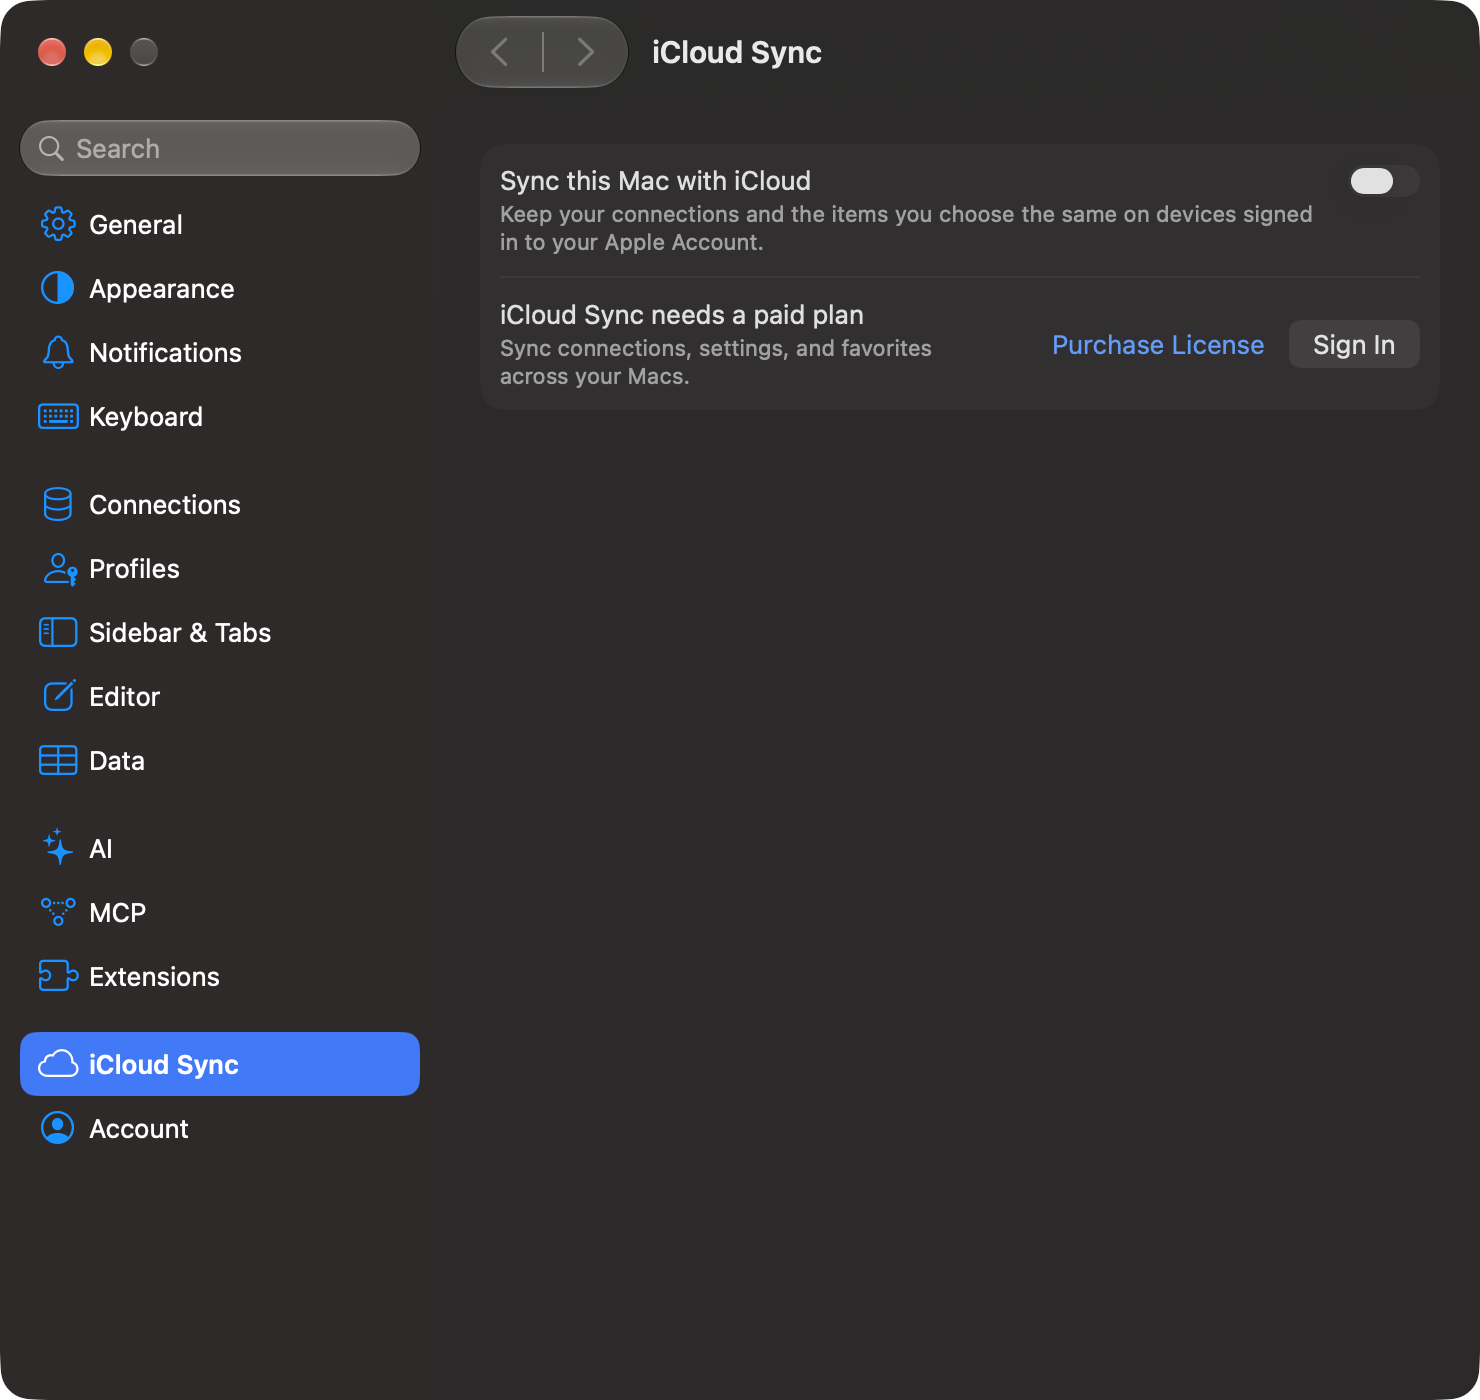 iCloud Sync
Search
General
Appearance
Notifications
Keyboard
Connections
Profiles
Sidebar & Tabs
Editor
Data
AI
MCP
Extensions
iCloud Sync
Account
Sync this Mac with iCloud
Keep your connections and the items you choose the same on devices signed
in to your Apple Account.
iCloud Sync needs a paid plan
Sync connections, settings, and favorites
across your Macs.
Purchase License
Sign In